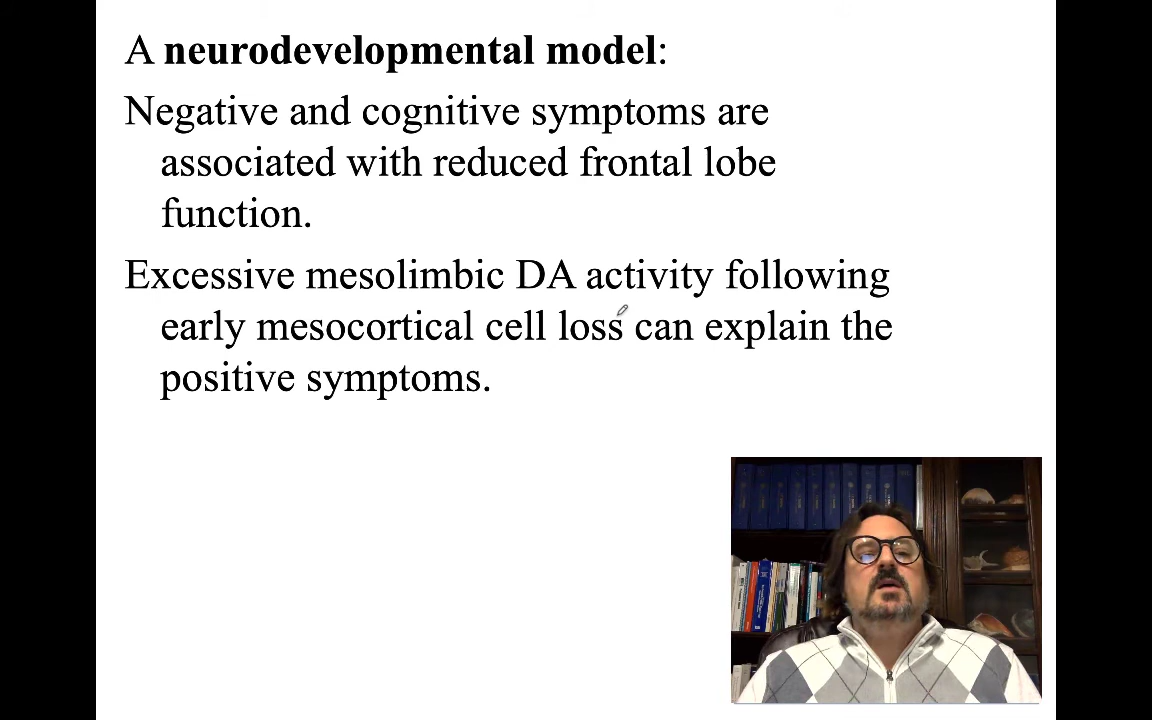 A neurodevelopmental model:
Negative and cognitive symptoms are
associated with reduced frontal lobe
function.
Excessive mesolimbic DA activity following
early mesocortical cell loss can explain the
positive symptoms.